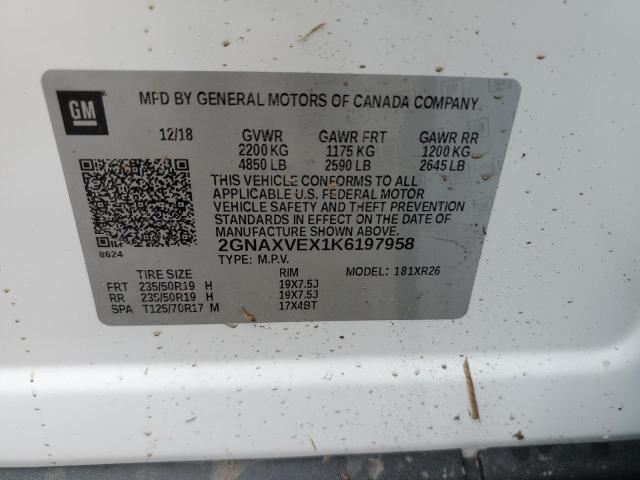 GM
MFD BY GENERAL MOTORS OF CANADA COMPANY
12/18 GVWR GAWR FRT GAWR RR
2200 KG 1175 KG 1200 KG
4850 LB 2590 LB 2645 LB
THIS VEHICLE CONFORMS TO ALL
APPLICABLE U.S. FEDERAL MOTOR
VEHICLE SAFETY AND THEFT PREVENTION
STANDARDS IN EFFECT ON THE DATE OF
MANUFACTURE SHOWN ABOVE.
2GNAXVEX1K6197958
8624 TYPE: M.P.V.
TIRE SIZE RIM MODEL: 181XR26
FRT 235/50R19 H 19X7.5J
RR 235/50R19 H 19X7.5J
SPA T125/70R17 M 17X4BT